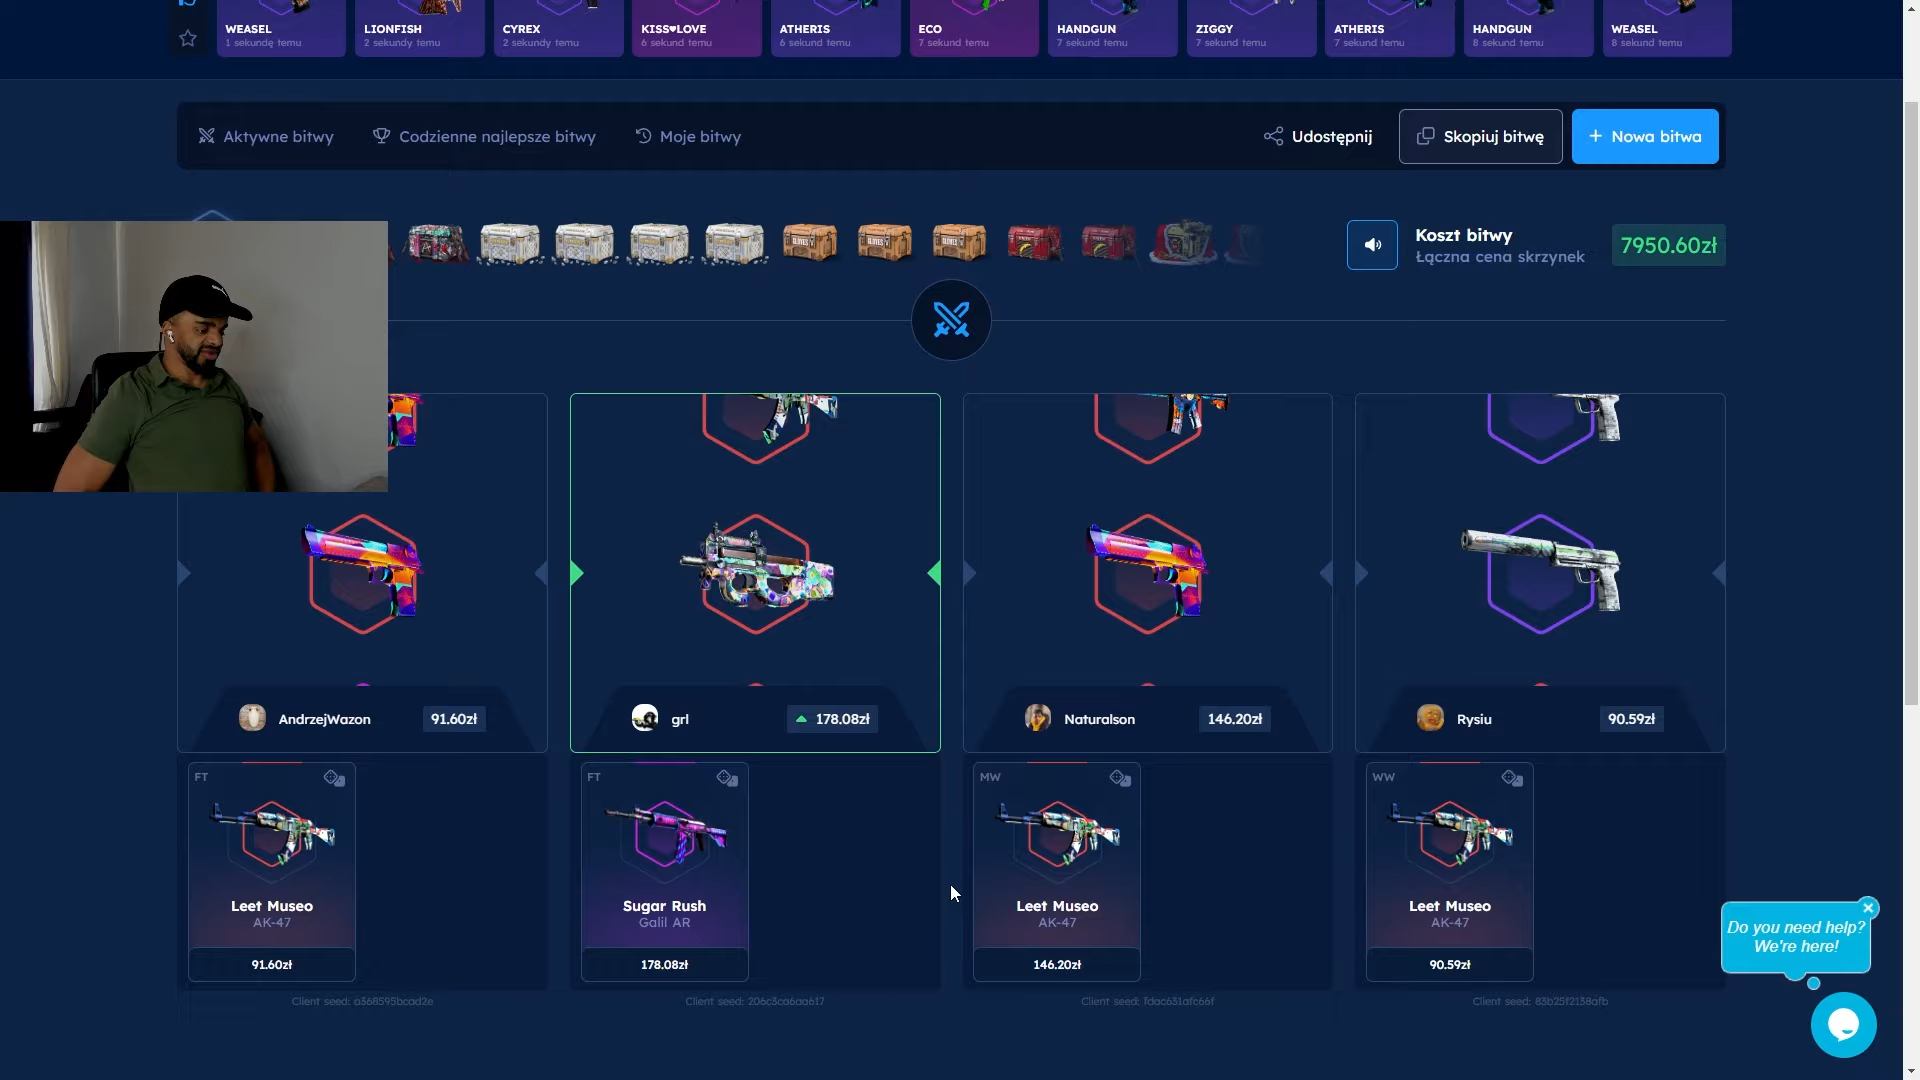 WEASEL
1 sekundę temu
LIONFISH
2 sekundy temu
CYREX
2 sekundy temu
KISS♥LOVE
6 sekund temu
ATHERIS
6 sekund temu
ECO
7 sekund temu
HANDGUN
7 sekund temu
ZIGGY
7 sekund temu
ATHERIS
7 sekund temu
HANDGUN
8 sekund temu
WEASEL
8 sekund temu
Aktywne bitwy
Codzienne najlepsze bitwy
Moje bitwy
Udostępnij
Skopiuj bitwę
+ Nowa bitwa
GLOVES
GLOVES
GLOVES
Koszt bitwy
Łączna cena skrzynek
7950.60zł
AndrzejWazon
91.60zł
grl
178.08zł
Naturalson
146.20zł
Rysiu
90.59zł
FT
Leet Museo
AK-47
91.60zł
FT
Sugar Rush
Galil AR
178.08zł
MW
Leet Museo
AK-47
146.20zł
WW
Leet Museo
AK-47
90.59zł
Client seed: a368595bcad2e
Client seed: 206c3ca6aa617
Client seed: fdac631afc66f
Client seed: 83b25f2138afb
Do you need help?
We're here!